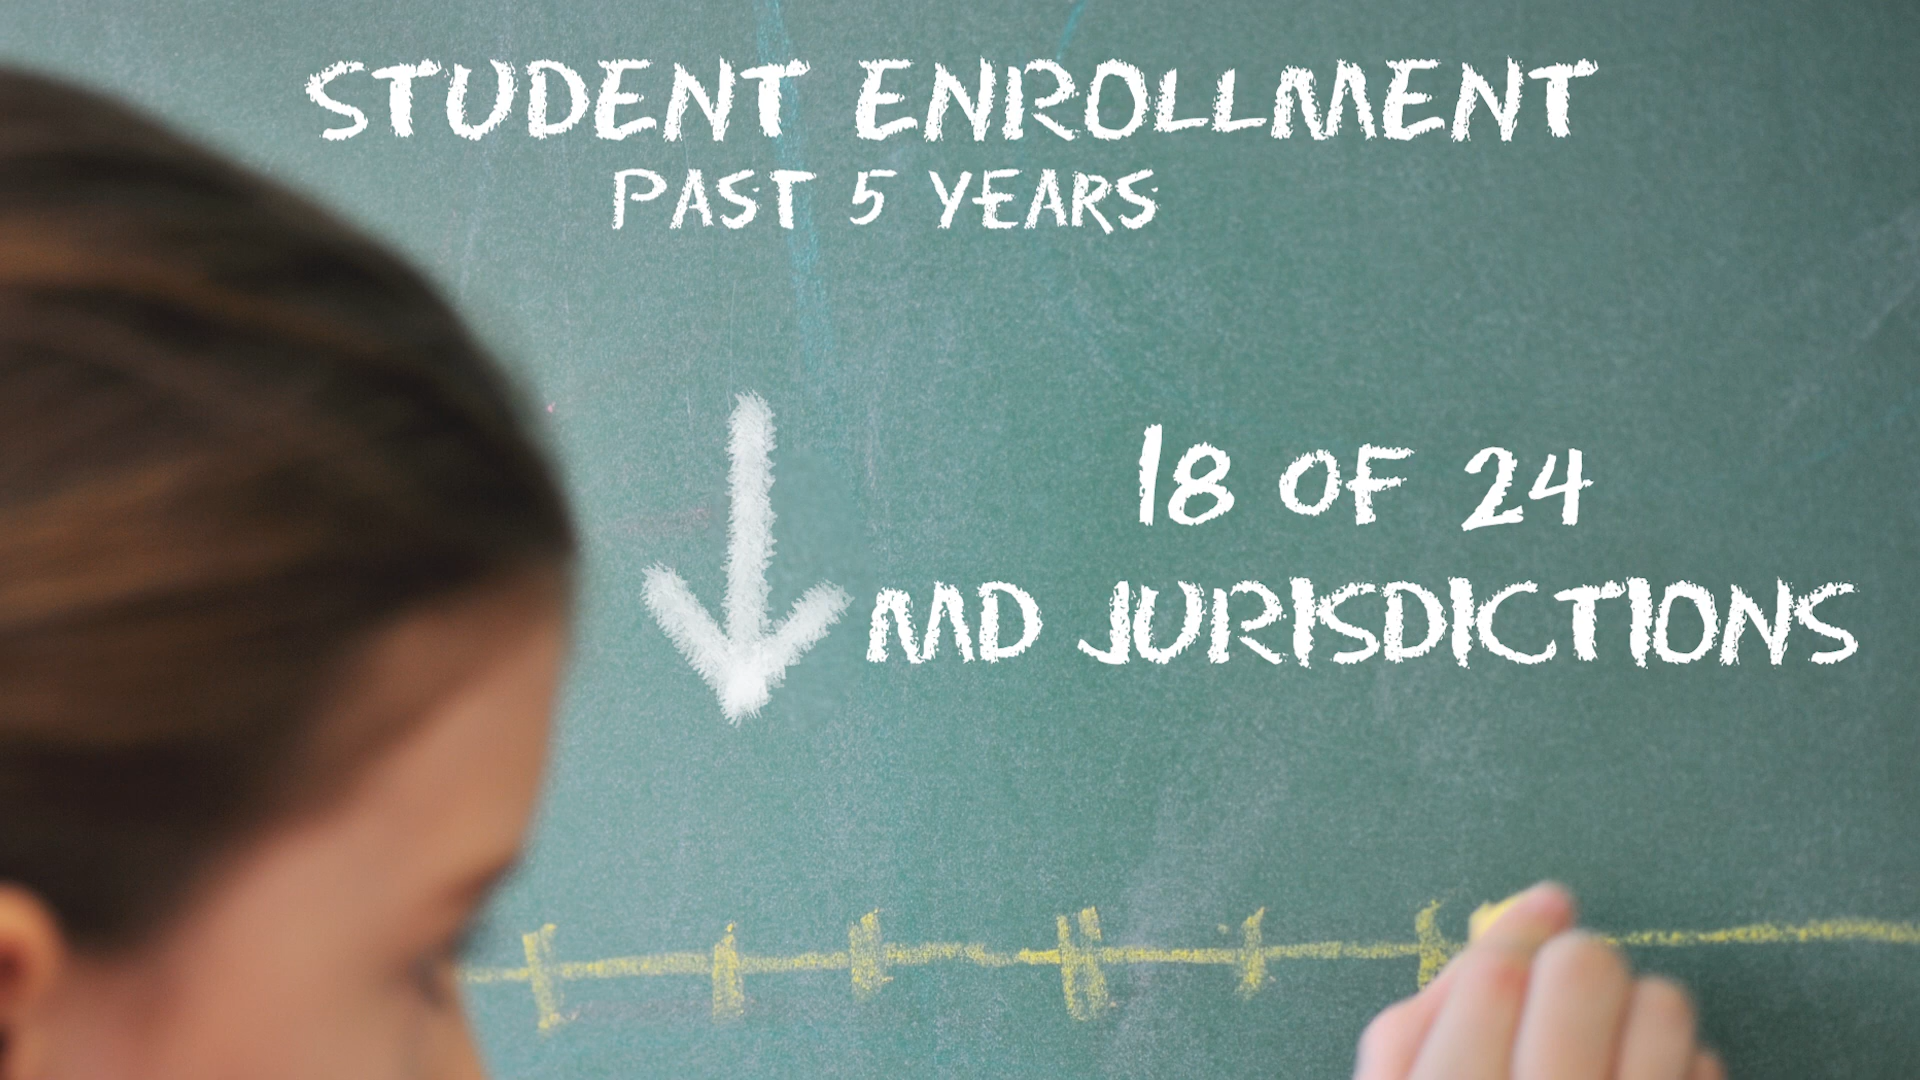 STUDENT ENROLLMENT
PAST 5 YEARS
18 OF 24
MD JURISDICTIONS